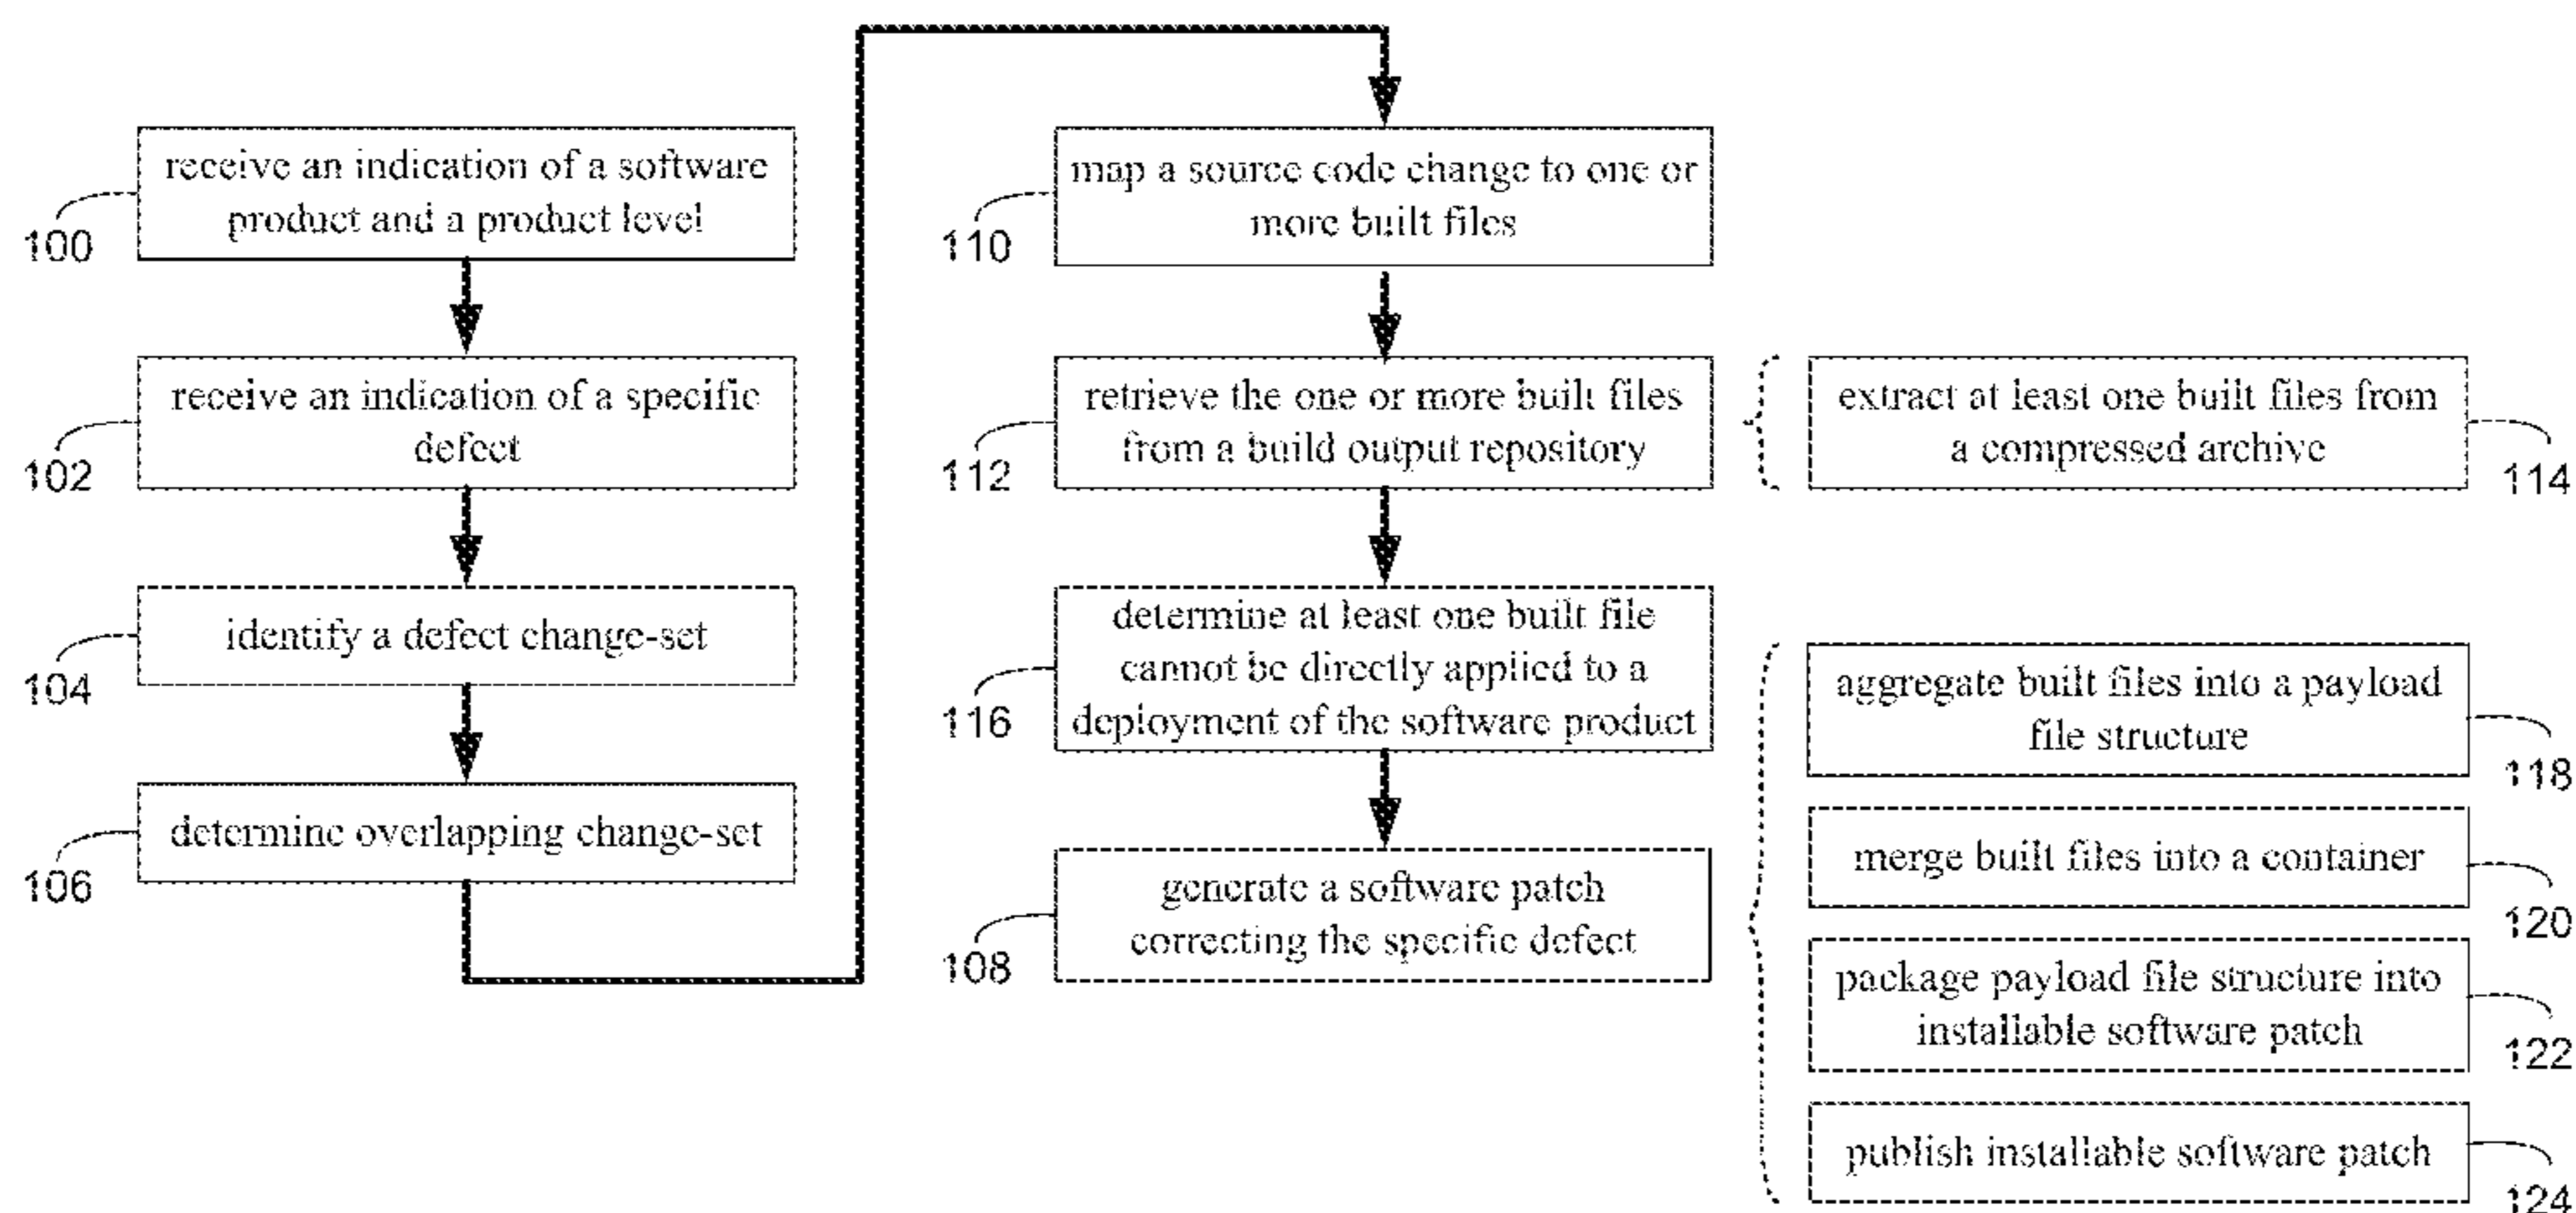 receive an indication of a software
product and a product level
100
receive an indication of a specific
defect
102
identify a defect change-set
104
determine overlapping change-set
106
map a source code change to one or
more built files
110
retrieve the one or more built files
from a build output repository
112
extract at least one built files from
a compressed archive
114
determine at least one built file
cannot be directly applied to a
deployment of the software product
116
generate a software patch
correcting the specific defect
108
aggregate built files into a payload
file structure
118
merge built files into a container
120
package payload file structure into
installable software patch
122
publish installable software patch
124